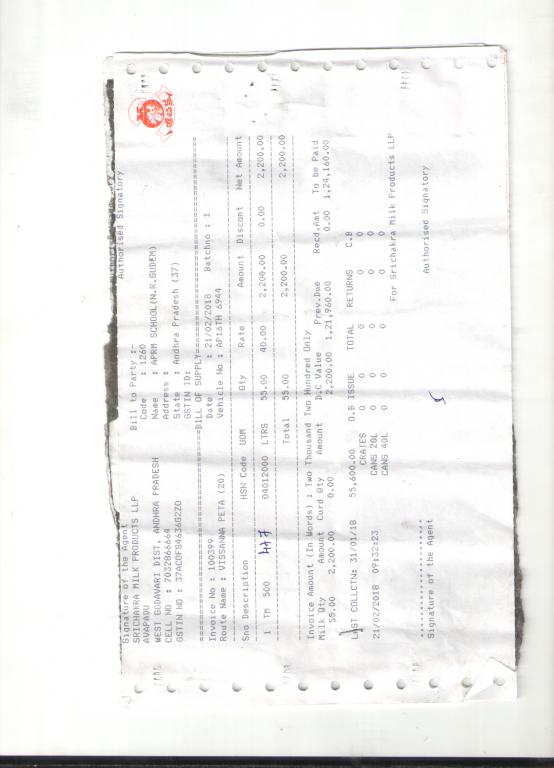 Signature of the Agent Authorised Signatory
SRICHAKRA MILK PRODUCTS LLP Bill to Party :-
AVAPADU Code : 1260
WEST GODAVARI DIST, ANDHRA PRADESH Name : APRM SCHOOL(N.R.GUDEM)
CELL NO : 7032866664 Address :
GSTIN NO : 37ACOFS4636G2ZO State : Andhra Pradesh (37)
GSTIN ID:
BILL OF SUPPLY
Invoice No : 100399 Date : 21/02/2018 Batchno : 1
Route Name : VISSANNA PETA (20) Vehicle No : AP16TH 6944
Sno Description HSN Code UOM Qty Rate Amount Discont Net Amount
1 TM 500 04012000 LTRS 55.00 40.00 2,200.00 0.00 2,200.00
Total 55.00 2,200.00 2,200.00
Invoice Amount (In Words) : Two Thousand Two Hundred Only
Milk Qty Amount Curd Qty Amount D.C Value Prev.Due Recd.Amt To be Paid
55.00 2,200.00 0.00 2,200.00 1,21,960.00 0.00 1,24,160.00
LAST COLLCTN: 31/01/18 55,600.00 O.B ISSUE TOTAL RETURNS C.B
CRATES 0 0 0 0
21/02/2018 09:32:23 CANS 20L 0 0 0 0
CANS 40L 0 0 0 0
For Srichakra Milk Products LLP
Signature of the Agent Authorised Signatory